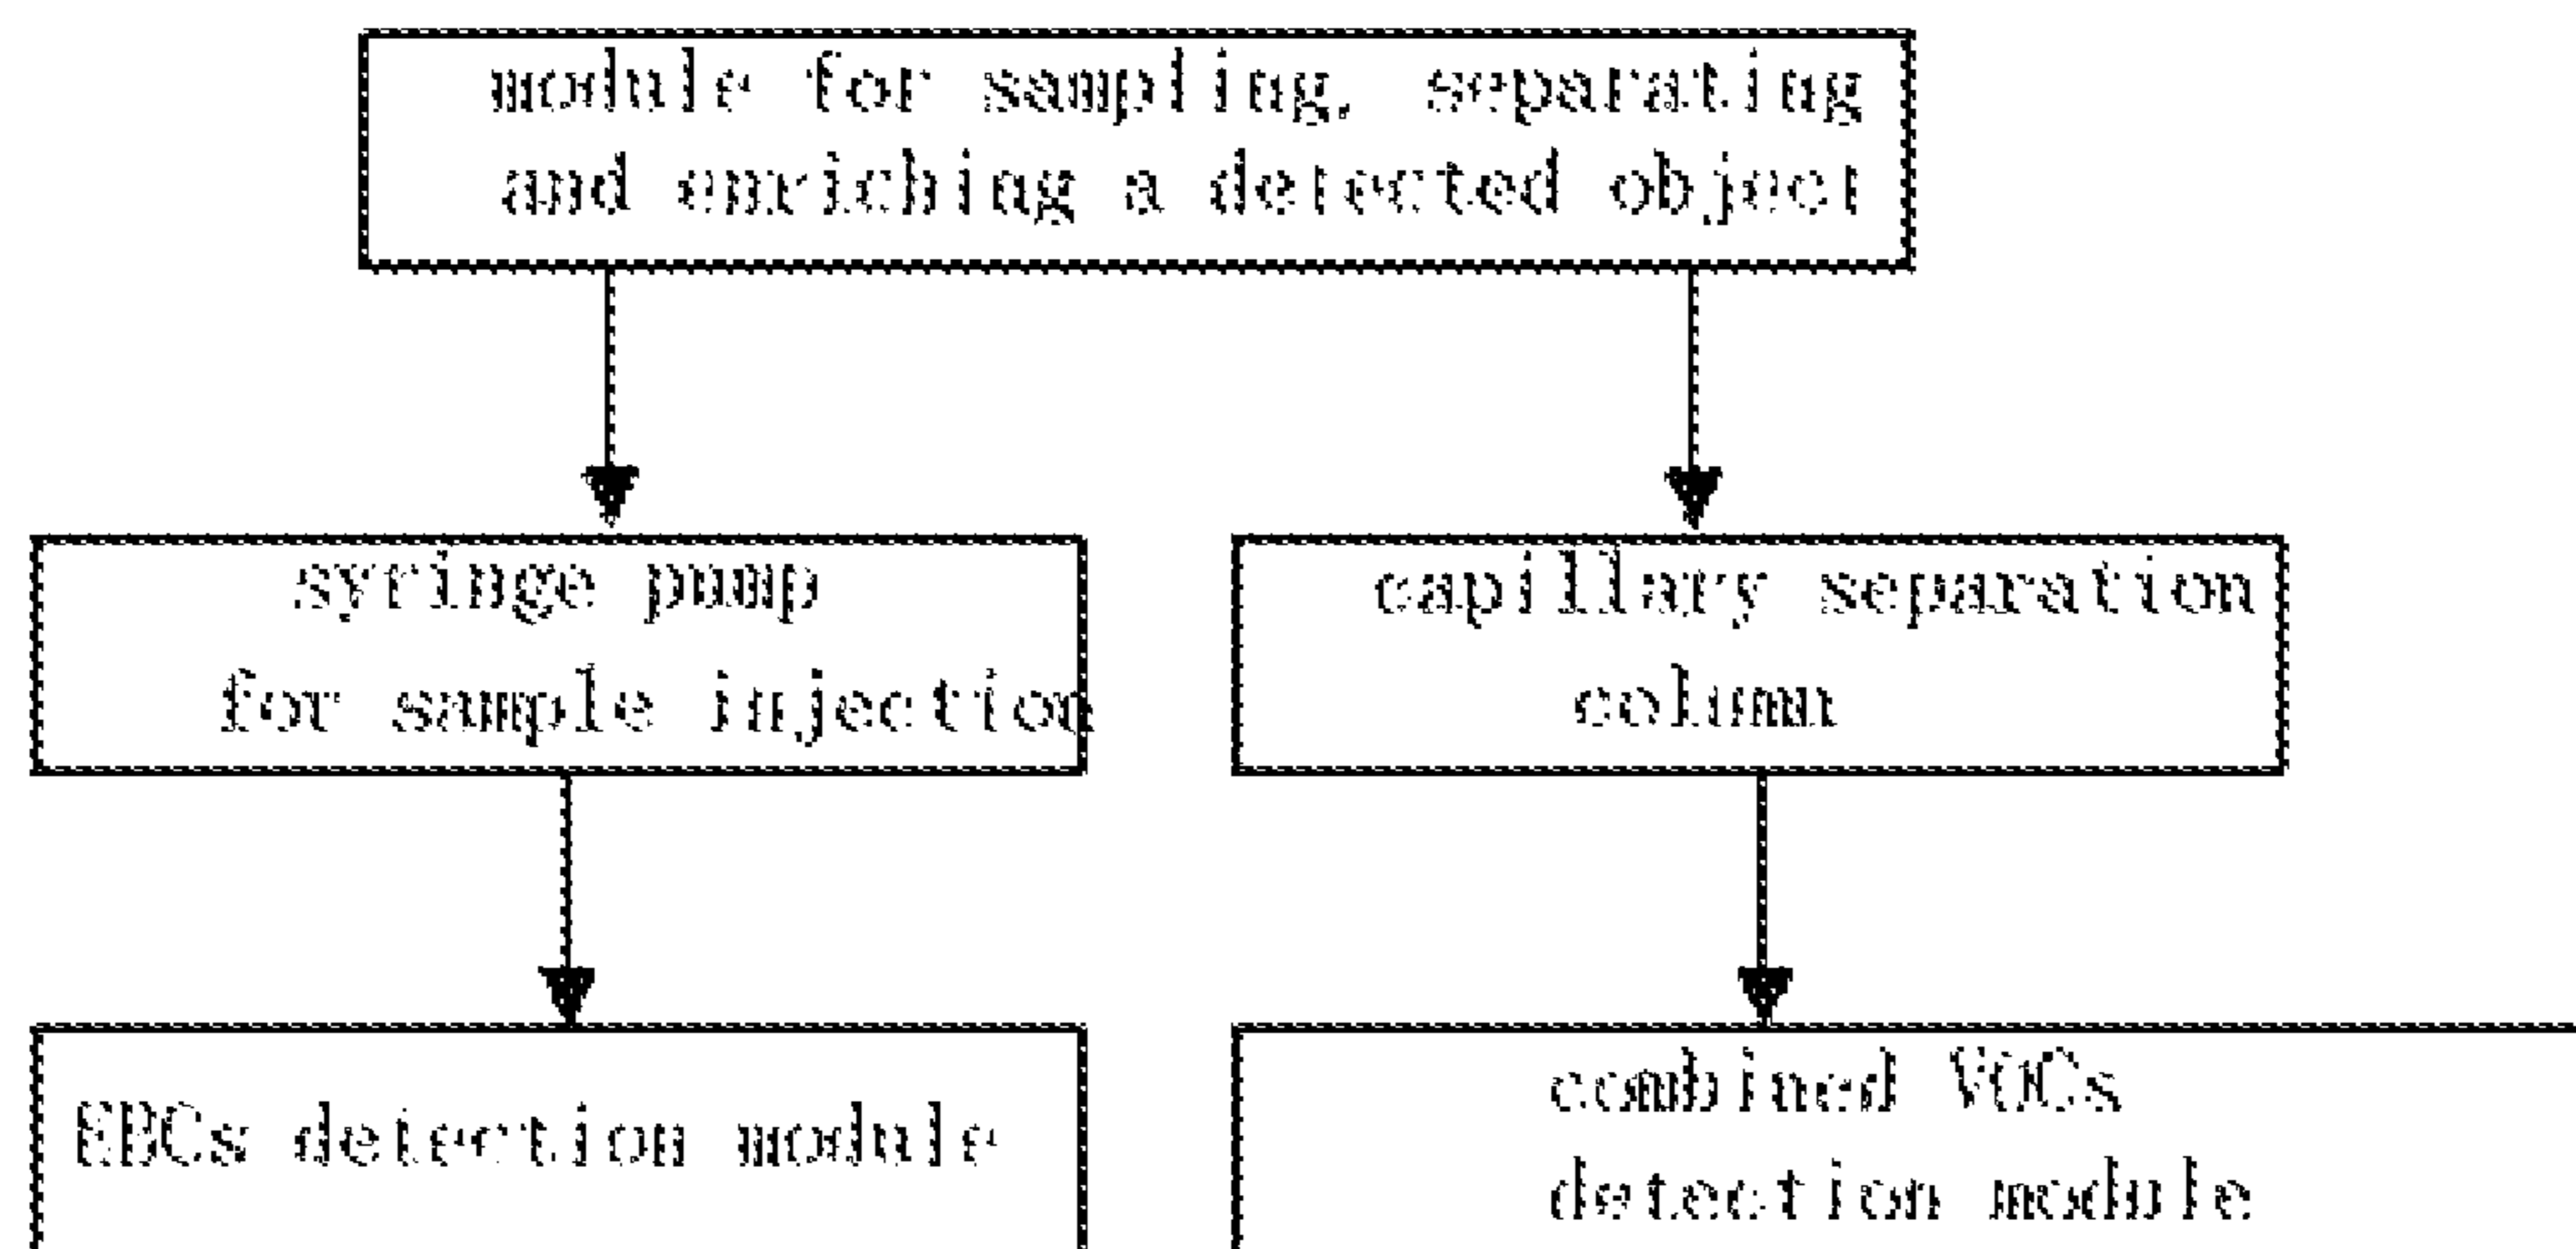 module for sampling, separating
and enriching a detected object
syringe pump
for sample injection
capillary separation
column
EBCs detection module
combined VOCs
detection module